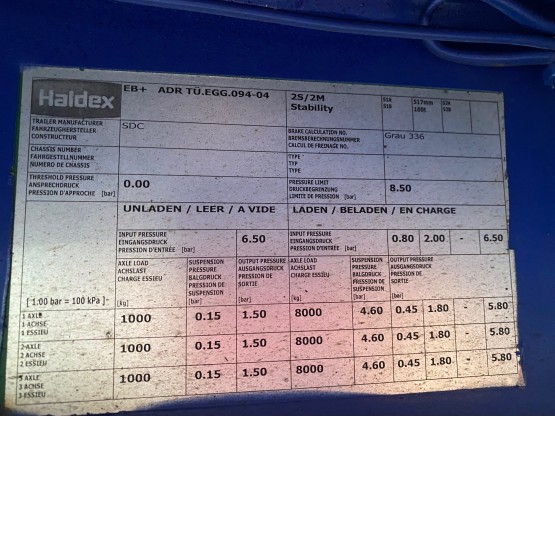 Haldex
EB+ ADR TÜ.EGG.094-04
2S/2M
Stability
TRAILER MANUFACTURER
FAHRZEUGHERSTELLER
CONSTRUCTEUR
SDC
BRAKE CALCULATION NO.
BREMSBERECHNUNGSNUMMER
CALCUL DE FREINAGE NO.
Grau 336
CHASSIS NUMBER
FAHRGESTELLNUMMER
NUMERO DE CHASSIS
TYPE
TYP
TYPE
THRESHOLD PRESSURE
ANSPRECHDRUCK
PRESSION D'APPROCHE [bar]
0.00
PRESSURE LIMIT
DRUCKBEGRENZUNG
LIMITE DE PRESSION [bar]
8.50
UNLADEN / LEER / A VIDE
LADEN / BELADEN / EN CHARGE
INPUT PRESSURE
EINGANGSDRUCK
PRESSION D'ENTRÉE [bar]
6.50
INPUT PRESSURE
EINGANGSDRUCK
PRESSION D'ENTRÉE [bar]
0.80 2.00 - 6.50
[ 1.00 bar = 100 kPa ]
AXLE LOAD
ACHSLAST
CHARGE ESSIEU
[kg]
SUSPENSION
PRESSURE
BALGDRUCK
PRESSION DE
SUSPENSION
[bar]
OUTPUT PRESSURE
AUSGANGSDRUCK
PRESSION DE
SORTIE
[bar]
AXLE LOAD
ACHSLAST
CHARGE ESSIEU
[kg]
SUSPENSION
PRESSURE
BALGDRUCK
PRESSION DE
SUSPENSION
[bar]
OUTPUT PRESSURE
AUSGANGSDRUCK
PRESSION DE
SORTIE
[bar]
1 AXLE
1 ACHSE
1 ESSIEU
1000 0.15 1.50 8000 4.60 0.45 1.80 5.80
2 AXLE
2 ACHSE
2 ESSIEU
1000 0.15 1.50 8000 4.60 0.45 1.80 - 5.80
3 AXLE
3 ACHSE
3 ESSIEU
1000 0.15 1.50 8000 4.60 0.45 1.80 - 5.80